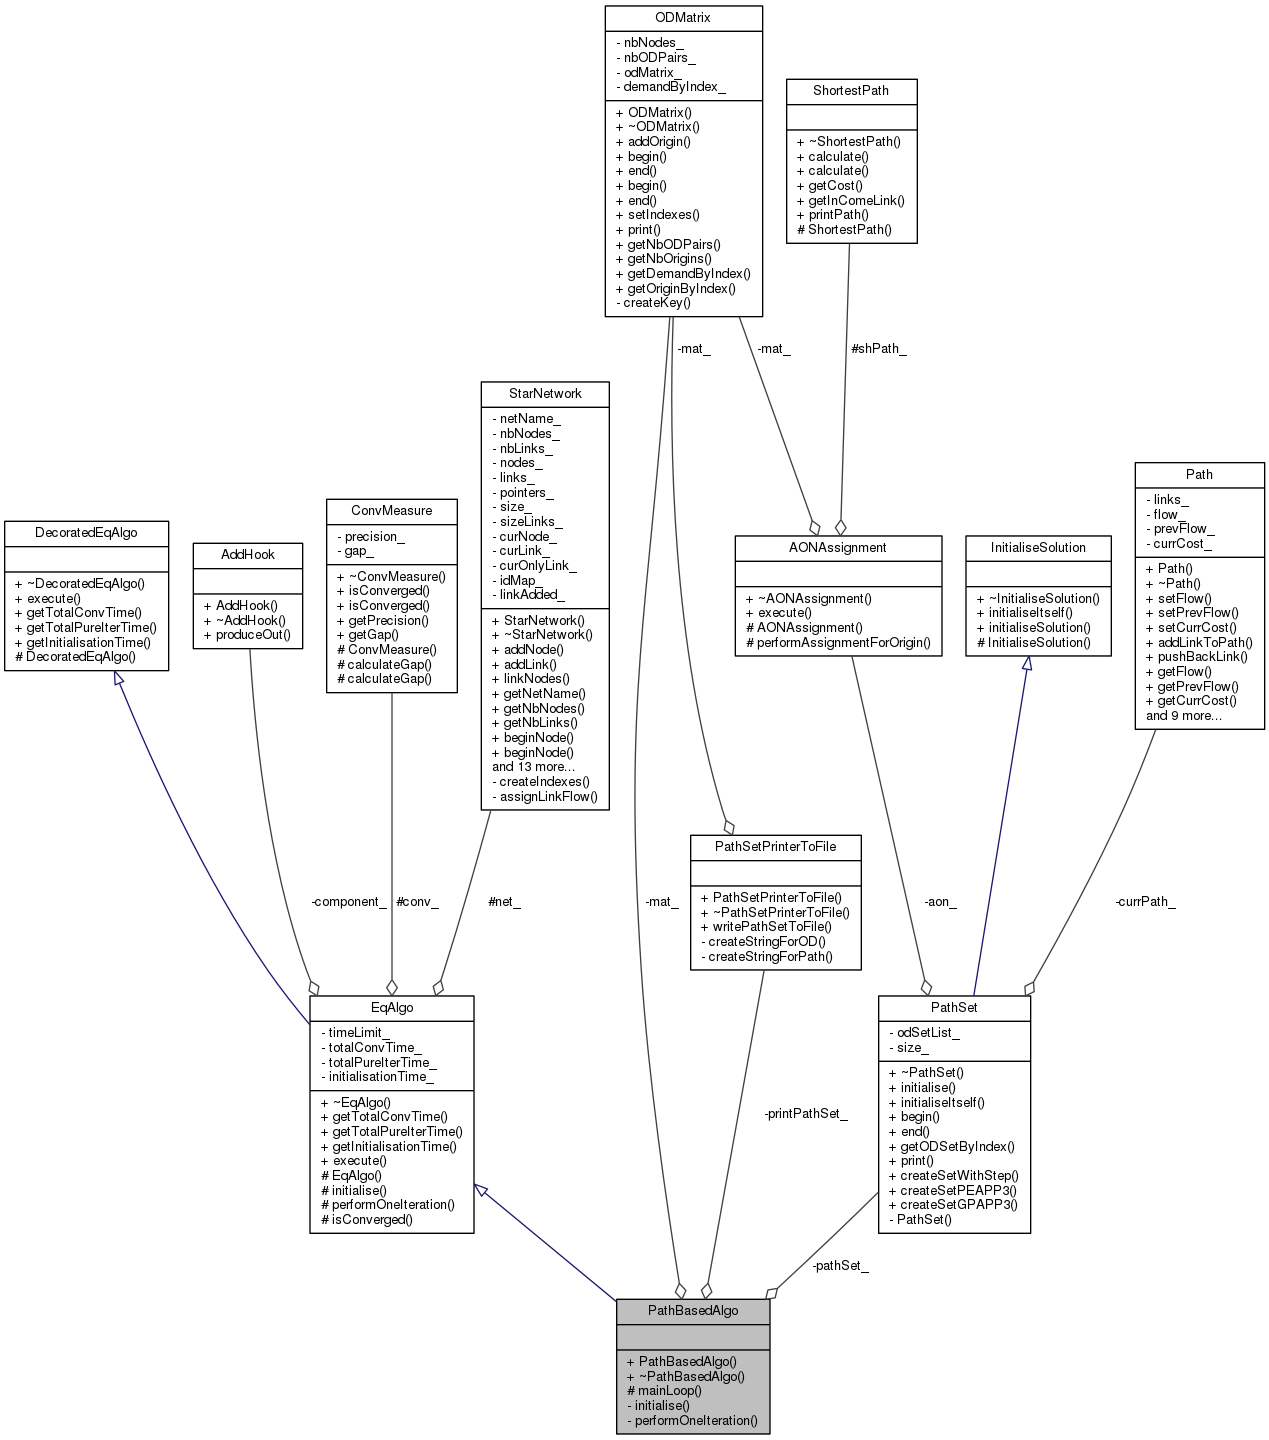 ODMatrix
- nbNodes_
- nbODPairs_
- odMatrix_
- demandByIndex_
+ ODMatrix()
+ ~ODMatrix()
+ addOrigin()
+ begin()
+ end()
+ begin()
+ end()
+ setIndexes()
+ print()
+ getNbODPairs()
+ getNbOrigins()
+ getDemandByIndex()
+ getOriginByIndex()
- createKey()
ShortestPath
+ ~ShortestPath()
+ calculate()
+ calculate()
+ getCost()
+ getInComeLink()
+ printPath()
# ShortestPath()
-mat_
-mat_
#shPath_
StarNetwork
- netName_
- nbNodes_
- nbLinks_
- nodes_
- links_
- pointers_
- size_
- sizeLinks_
- curNode_
- curLink_
- curOnlyLink_
- idMap_
- linkAdded_
+ StarNetwork()
+ ~StarNetwork()
+ addNode()
+ addLink()
+ linkNodes()
+ getNetName()
+ getNbNodes()
+ getNbLinks()
+ beginNode()
+ beginNode()
and 13 more...
- createIndexes()
- assignLinkFlow()
Path
- links_
- flow_
- prevFlow_
- currCost_
+ Path()
+ ~Path()
+ setFlow()
+ setPrevFlow()
+ setCurrCost()
+ addLinkToPath()
+ pushBackLink()
+ getFlow()
+ getPrevFlow()
+ getCurrCost()
and 9 more...
ConvMeasure
- precision_
- gap_
+ ~ConvMeasure()
+ isConverged()
+ isConverged()
+ getPrecision()
+ getGap()
# ConvMeasure()
# calculateGap()
# calculateGap()
DecoratedEqAlgo
+ ~DecoratedEqAlgo()
+ execute()
+ getTotalConvTime()
+ getTotalPureIterTime()
+ getInitialisationTime()
# DecoratedEqAlgo()
AddHook
+ AddHook()
+ ~AddHook()
+ produceOut()
AONAssignment
+ ~AONAssignment()
+ execute()
# AONAssignment()
# performAssignmentForOrigin()
InitialiseSolution
+ ~InitialiseSolution()
+ initialiseItself()
+ initialiseSolution()
# InitialiseSolution()
PathSetPrinterToFile
+ PathSetPrinterToFile()
+ ~PathSetPrinterToFile()
+ writePathSetToFile()
- createStringForOD()
- createStringForPath()
-component_
#conv_
#net_
-mat_
-aon_
-currPath_
EqAlgo
- timeLimit_
- totalConvTime_
- totalPureIterTime_
- initialisationTime_
+ ~EqAlgo()
+ getTotalConvTime()
+ getTotalPureIterTime()
+ getInitialisationTime()
+ execute()
# EqAlgo()
# initialise()
# performOneIteration()
# isConverged()
PathSet
- odSetList_
- size_
+ ~PathSet()
+ initialise()
+ initialiseItself()
+ begin()
+ end()
+ getODSetByIndex()
+ print()
+ createSetWithStep()
+ createSetPEAPP3()
+ createSetGPAPP3()
- PathSet()
-printPathSet_
-pathSet_
PathBasedAlgo
+ PathBasedAlgo()
+ ~PathBasedAlgo()
# mainLoop()
- initialise()
- performOneIteration()